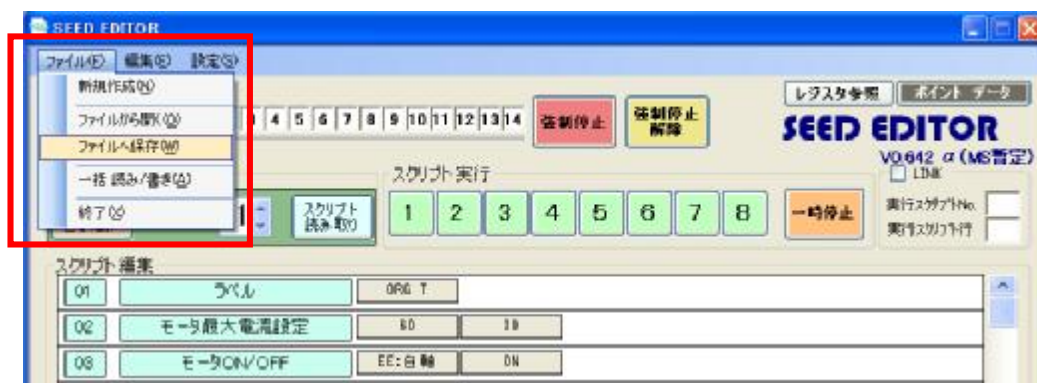 SEED EDITOR
ファイル(F) 編集(E) 設定(S)
新規作成(N)
ファイルから開く(O)
ファイルへ保存(W)
一括 読み/書き(A)
終了(X)
4 5 6 7 8 9 10 11 12 13 14
強制停止
強制停止
解除
レジスタ参照 ポイント データ
SEED EDITOR
V0.642 α (MS暫定)
LINK
スクリプト 実行
スクリプト
読み取り
1 2 3 4 5 6 7 8
一時停止
実行スクリプトNo.
実行スクリプト行
スクリプト 編集
01 ラベル ORG T
02 モータ最大電流設定
03 モータON/OFF EE:自軸 ON